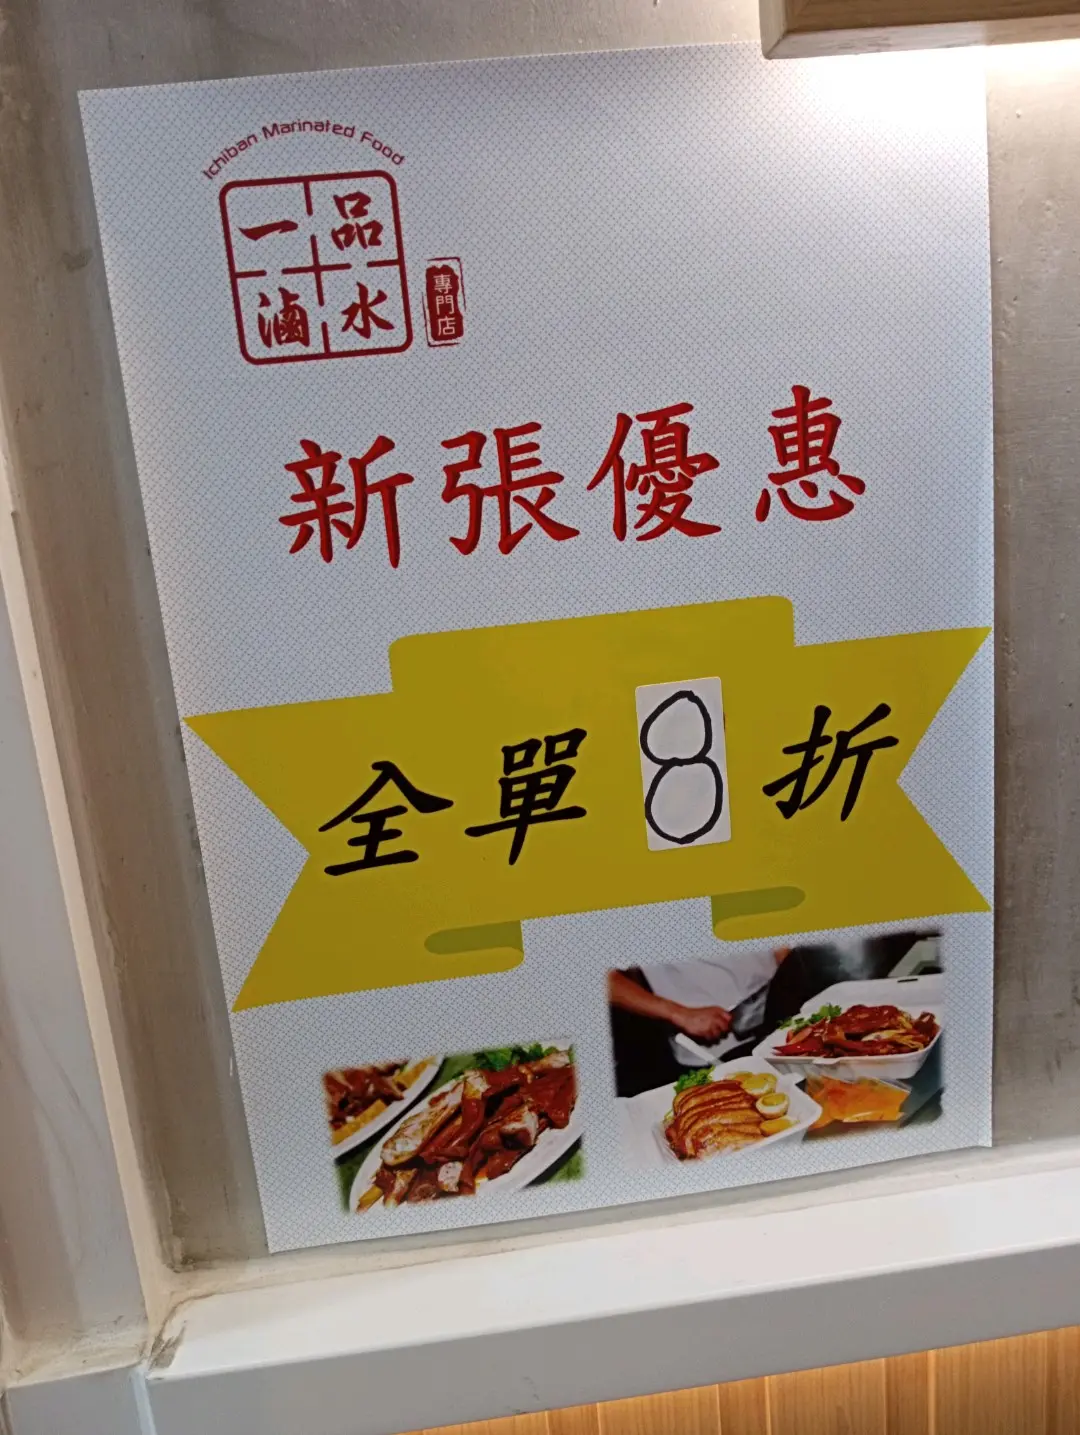 Ichiban Marinated Food
一品
滷水
專門店
新張優惠
全單8折